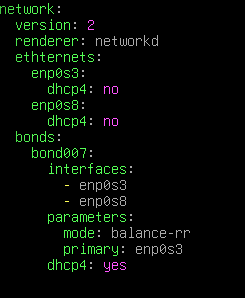 network:
  version: 2
  renderer: networkd
  ethternets:
    enp0s3:
      dhcp4: no
    enp0s8:
      dhcp4: no
  bonds:
    bond007:
      interfaces:
        - enp0s3
        - enp0s8
      parameters:
        mode: balance-rr
        primary: enp0s3
      dhcp4: yes